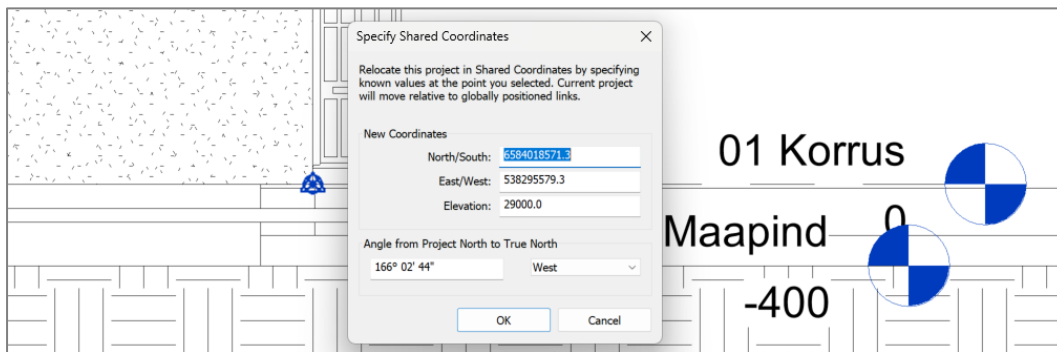 Specify Shared Coordinates
Relocate this project in Shared Coordinates by specifying
known values at the point you selected. Current project
will move relative to globally positioned links.
New Coordinates
North/South: 6584018571.3
East/West: 538295579.3
Elevation: 29000.0
Angle from Project North to True North
166° 02' 44" West
OK Cancel
01 Korrus
0
Maapind
-400